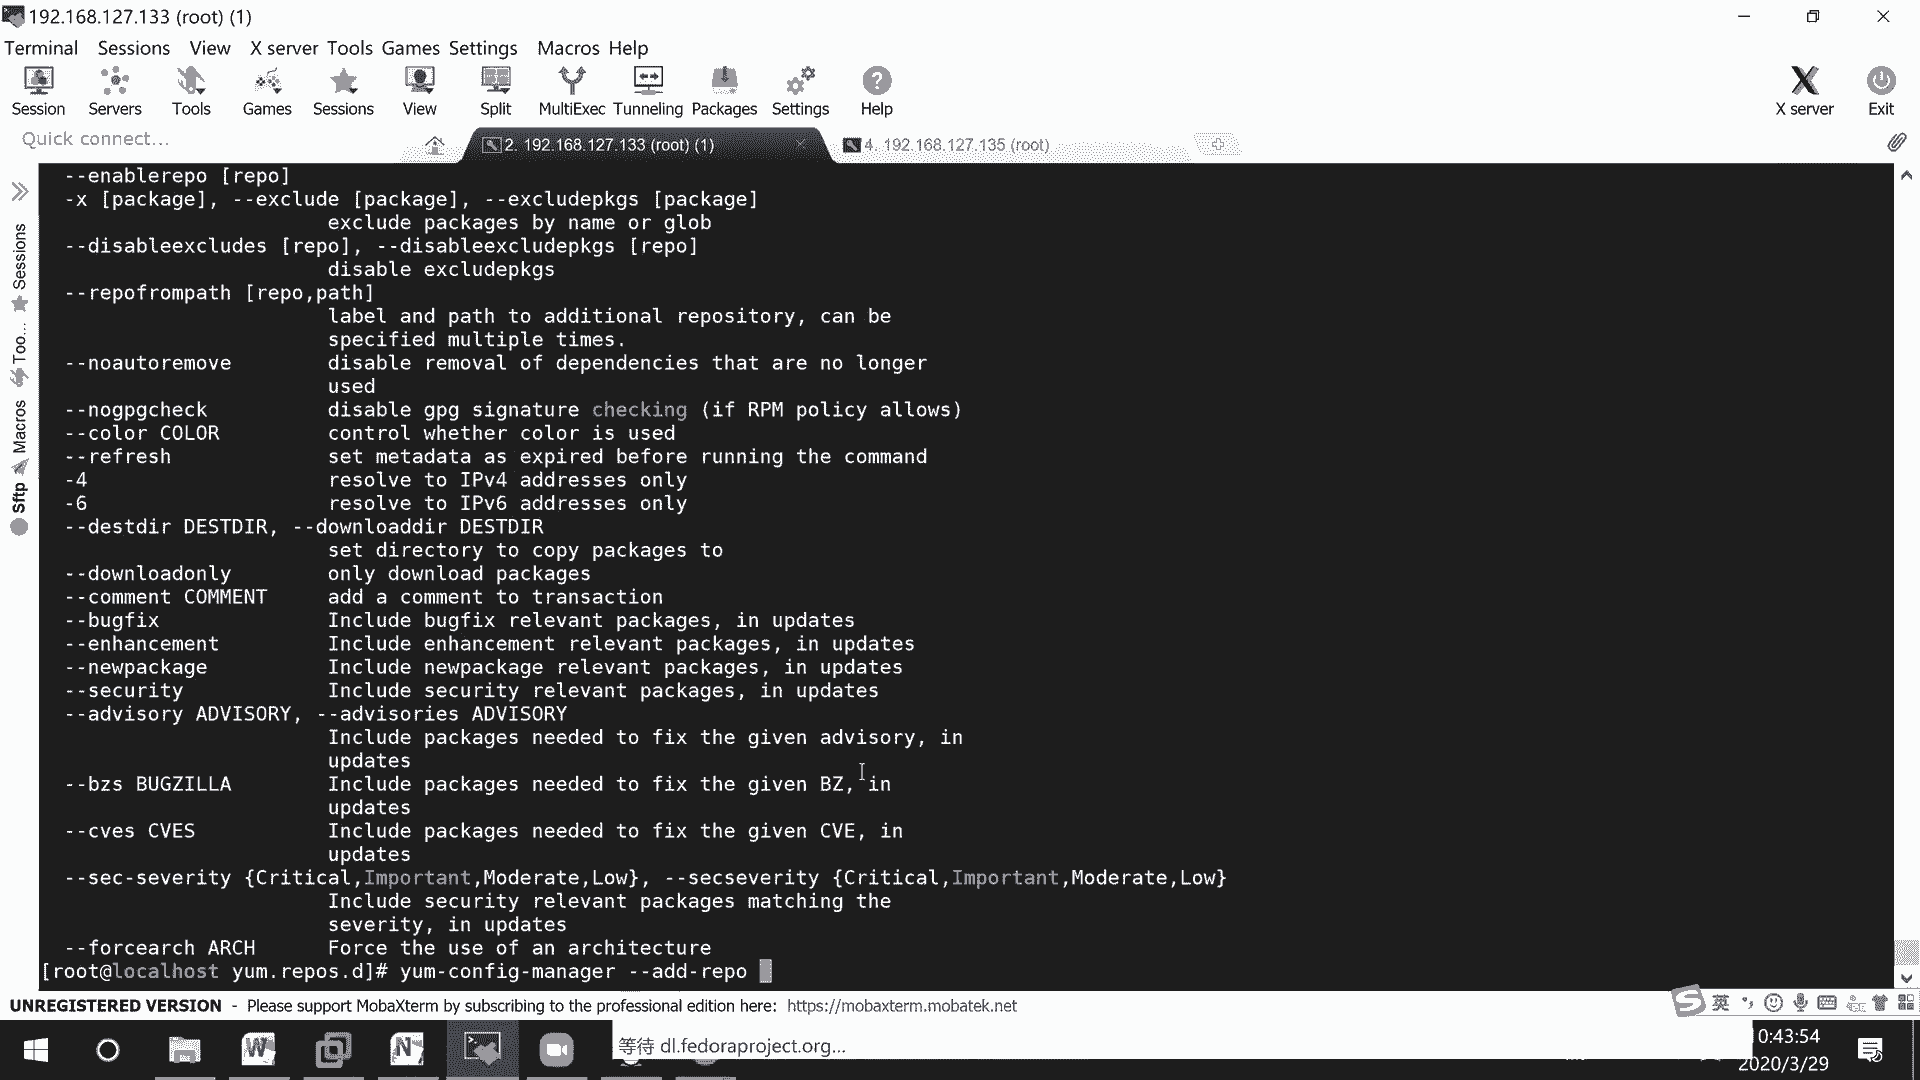 192.168.127.133 (root) (1)
Terminal Sessions View X server Tools Games Settings Macros Help
Session Servers Tools Games Sessions View Split MultiExec Tunneling Packages Settings Help X server Exit
Quick connect...
2. 192.168.127.133 (root) (1)
4. 192.168.127.135 (root)
Sessions
Too...
Macros
Sftp
--enablerepo [repo]
-x [package], --exclude [package], --excludepkgs [package]
exclude packages by name or glob
--disableexcludes [repo], --disableexcludepkgs [repo]
disable excludepkgs
--repofrompath [repo,path]
label and path to additional repository, can be
specified multiple times.
--noautoremove disable removal of dependencies that are no longer
used
--nogpgcheck disable gpg signature checking (if RPM policy allows)
--color COLOR control whether color is used
--refresh set metadata as expired before running the command
-4 resolve to IPv4 addresses only
-6 resolve to IPv6 addresses only
--destdir DESTDIR, --downloaddir DESTDIR
set directory to copy packages to
--downloadonly only download packages
--comment COMMENT add a comment to transaction
--bugfix Include bugfix relevant packages, in updates
--enhancement Include enhancement relevant packages, in updates
--newpackage Include newpackage relevant packages, in updates
--security Include security relevant packages, in updates
--advisory ADVISORY, --advisories ADVISORY
Include packages needed to fix the given advisory, in
updates
--bzs BUGZILLA Include packages needed to fix the given BZ, in
updates
--cves CVES Include packages needed to fix the given CVE, in
updates
--sec-severity {Critical,Important,Moderate,Low}, --secseverity {Critical,Important,Moderate,Low}
Include security relevant packages matching the
severity, in updates
--forcearch ARCH Force the use of an architecture
[root@localhost yum.repos.d]# yum-config-manager --add-repo
UNREGISTERED VERSION - Please support MobaXterm by subscribing to the professional edition here: https://mobaxterm.mobatek.net
英
等待 dl.fedoraproject.org...
0:43:54
2020/3/29